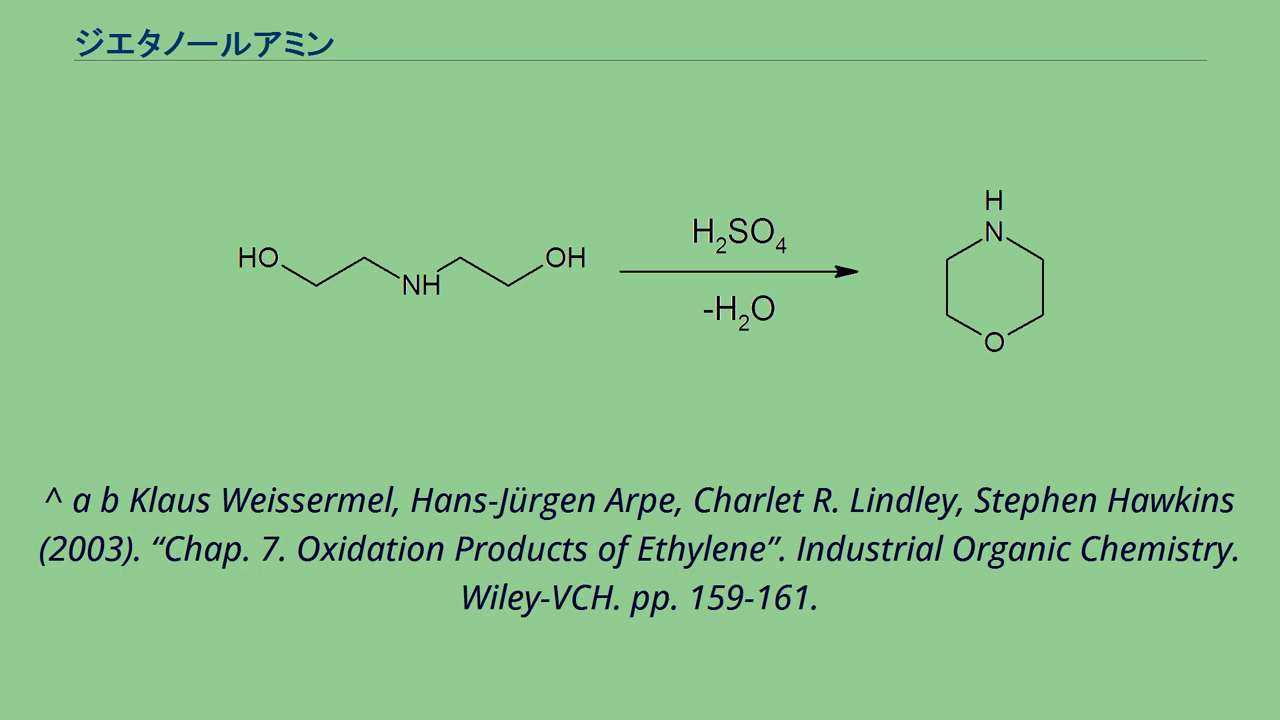 ジエタノールアミン
HO
NH
OH
H₂SO₄
-H₂O
H
N
O
^ a b Klaus Weissermel, Hans-Jürgen Arpe, Charlet R. Lindley, Stephen Hawkins
(2003). “Chap. 7. Oxidation Products of Ethylene”. Industrial Organic Chemistry.
Wiley-VCH. pp. 159-161.